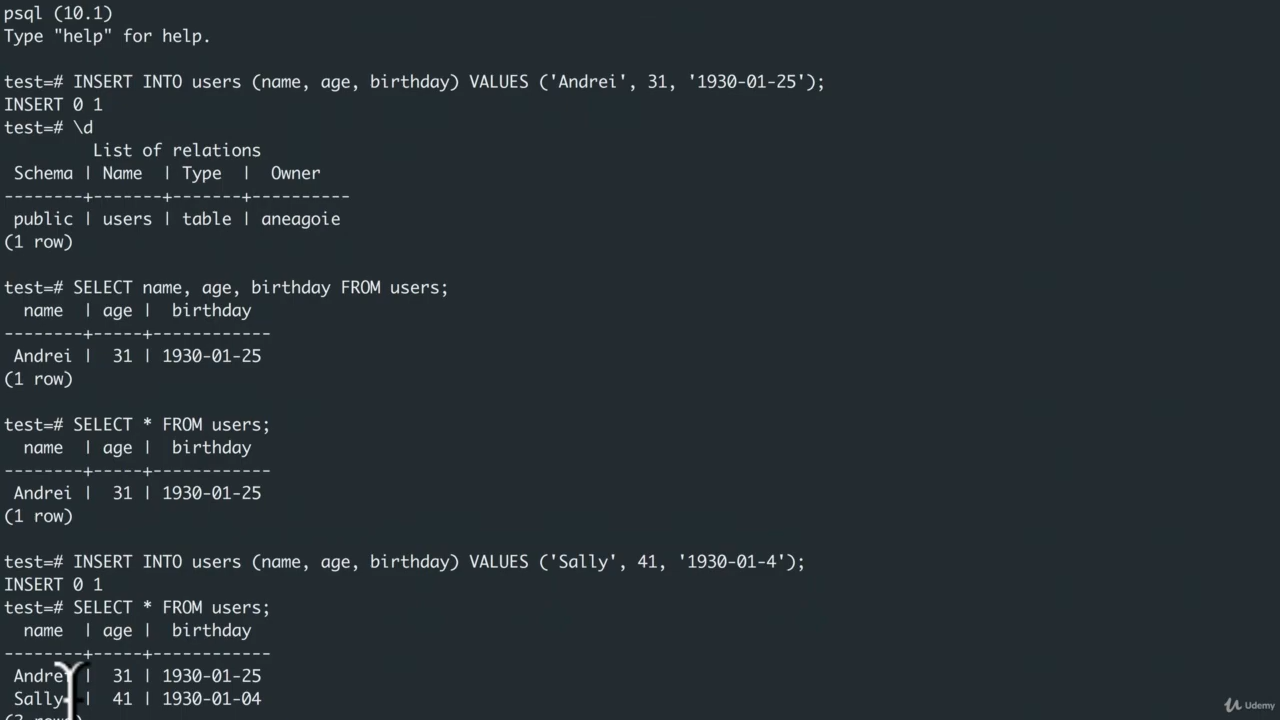 psql (10.1)
Type "help" for help.
test=# INSERT INTO users (name, age, birthday) VALUES ('Andrei', 31, '1930-01-25');
INSERT 0 1
test=# \d
List of relations
Schema | Name | Type | Owner
--------+-------+-------+----------
public | users | table | aneagoie
(1 row)
test=# SELECT name, age, birthday FROM users;
name | age | birthday
--------+-----+------------
Andrei | 31 | 1930-01-25
(1 row)
test=# SELECT * FROM users;
name | age | birthday
--------+-----+------------
Andrei | 31 | 1930-01-25
(1 row)
test=# INSERT INTO users (name, age, birthday) VALUES ('Sally', 41, '1930-01-4');
INSERT 0 1
test=# SELECT * FROM users;
name | age | birthday
--------+-----+------------
Andrei | 31 | 1930-01-25
Sally | 41 | 1930-01-04
Udemy